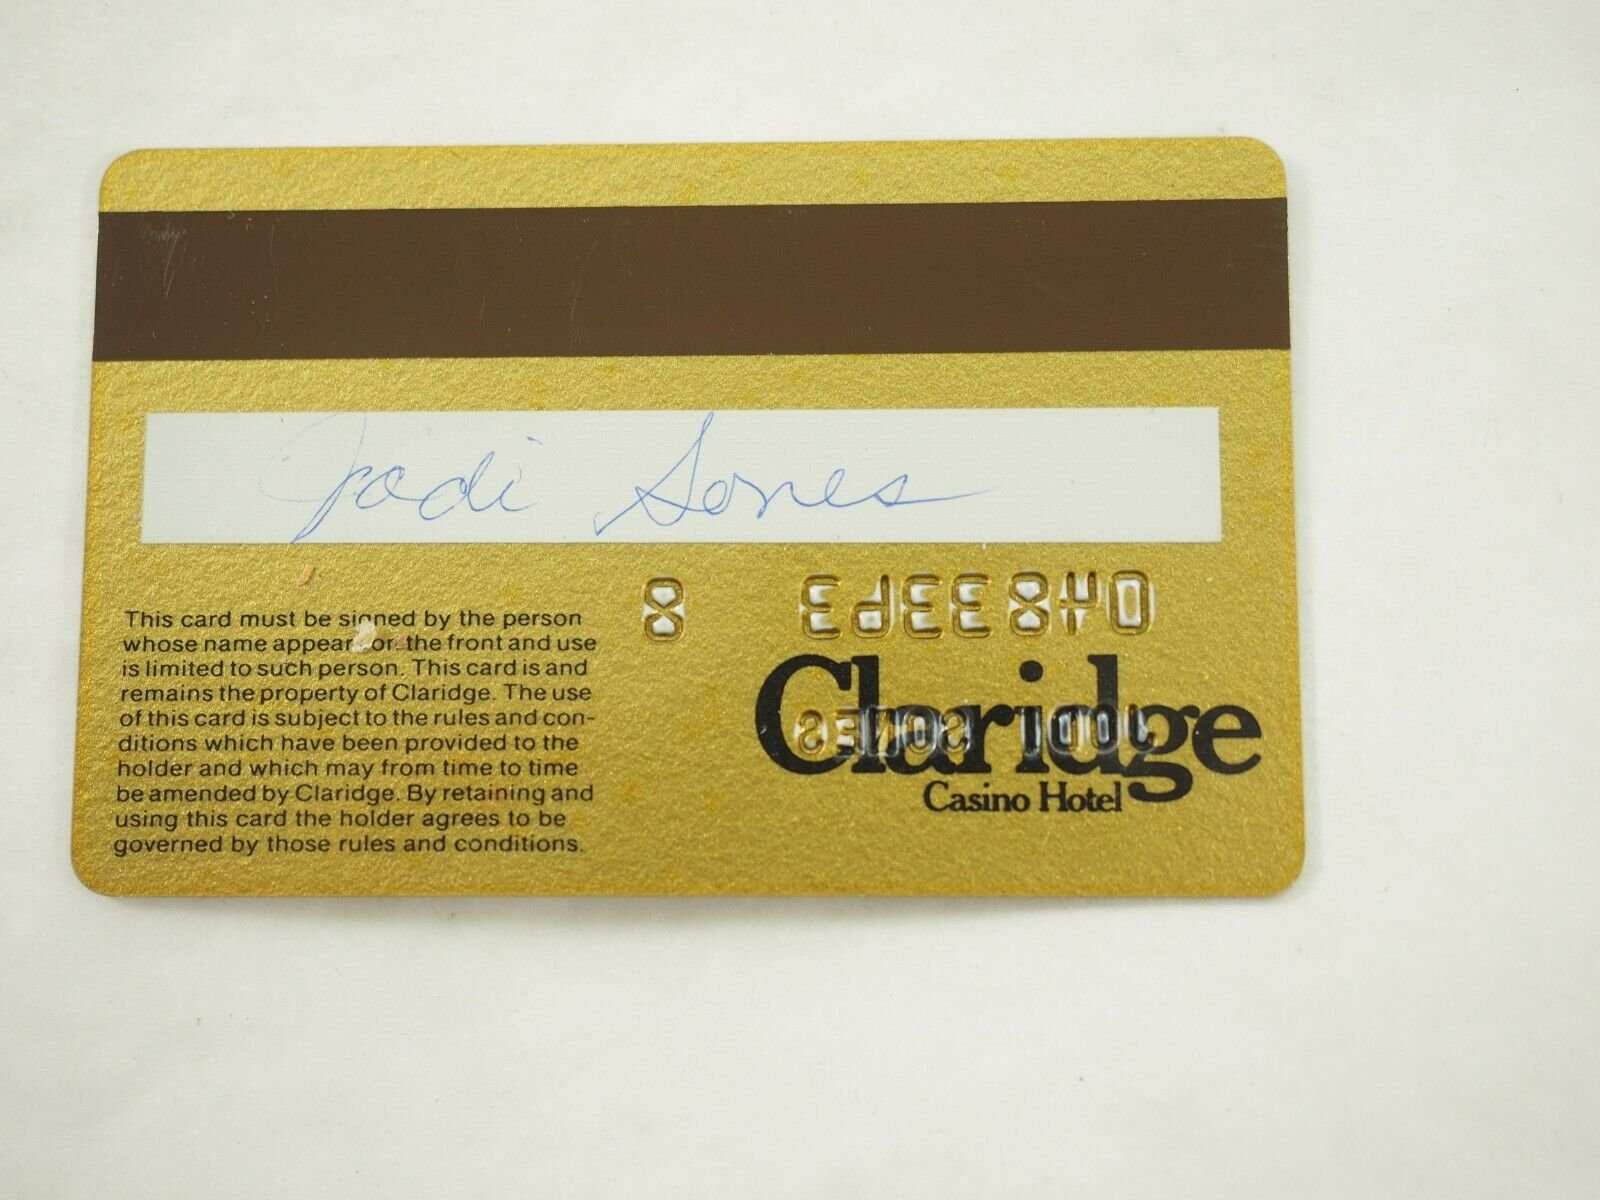 Jodi Sones
This card must be signed by the person
whose name appears on the front and use
is limited to such person. This card is and
remains the property of Claridge. The use
of this card is subject to the rules and con-
ditions which have been provided to the
holder and which may from time to time
be amended by Claridge. By retaining and
using this card the holder agrees to be
governed by those rules and conditions.
8
Claridge
JODI SONES
Casino Hotel